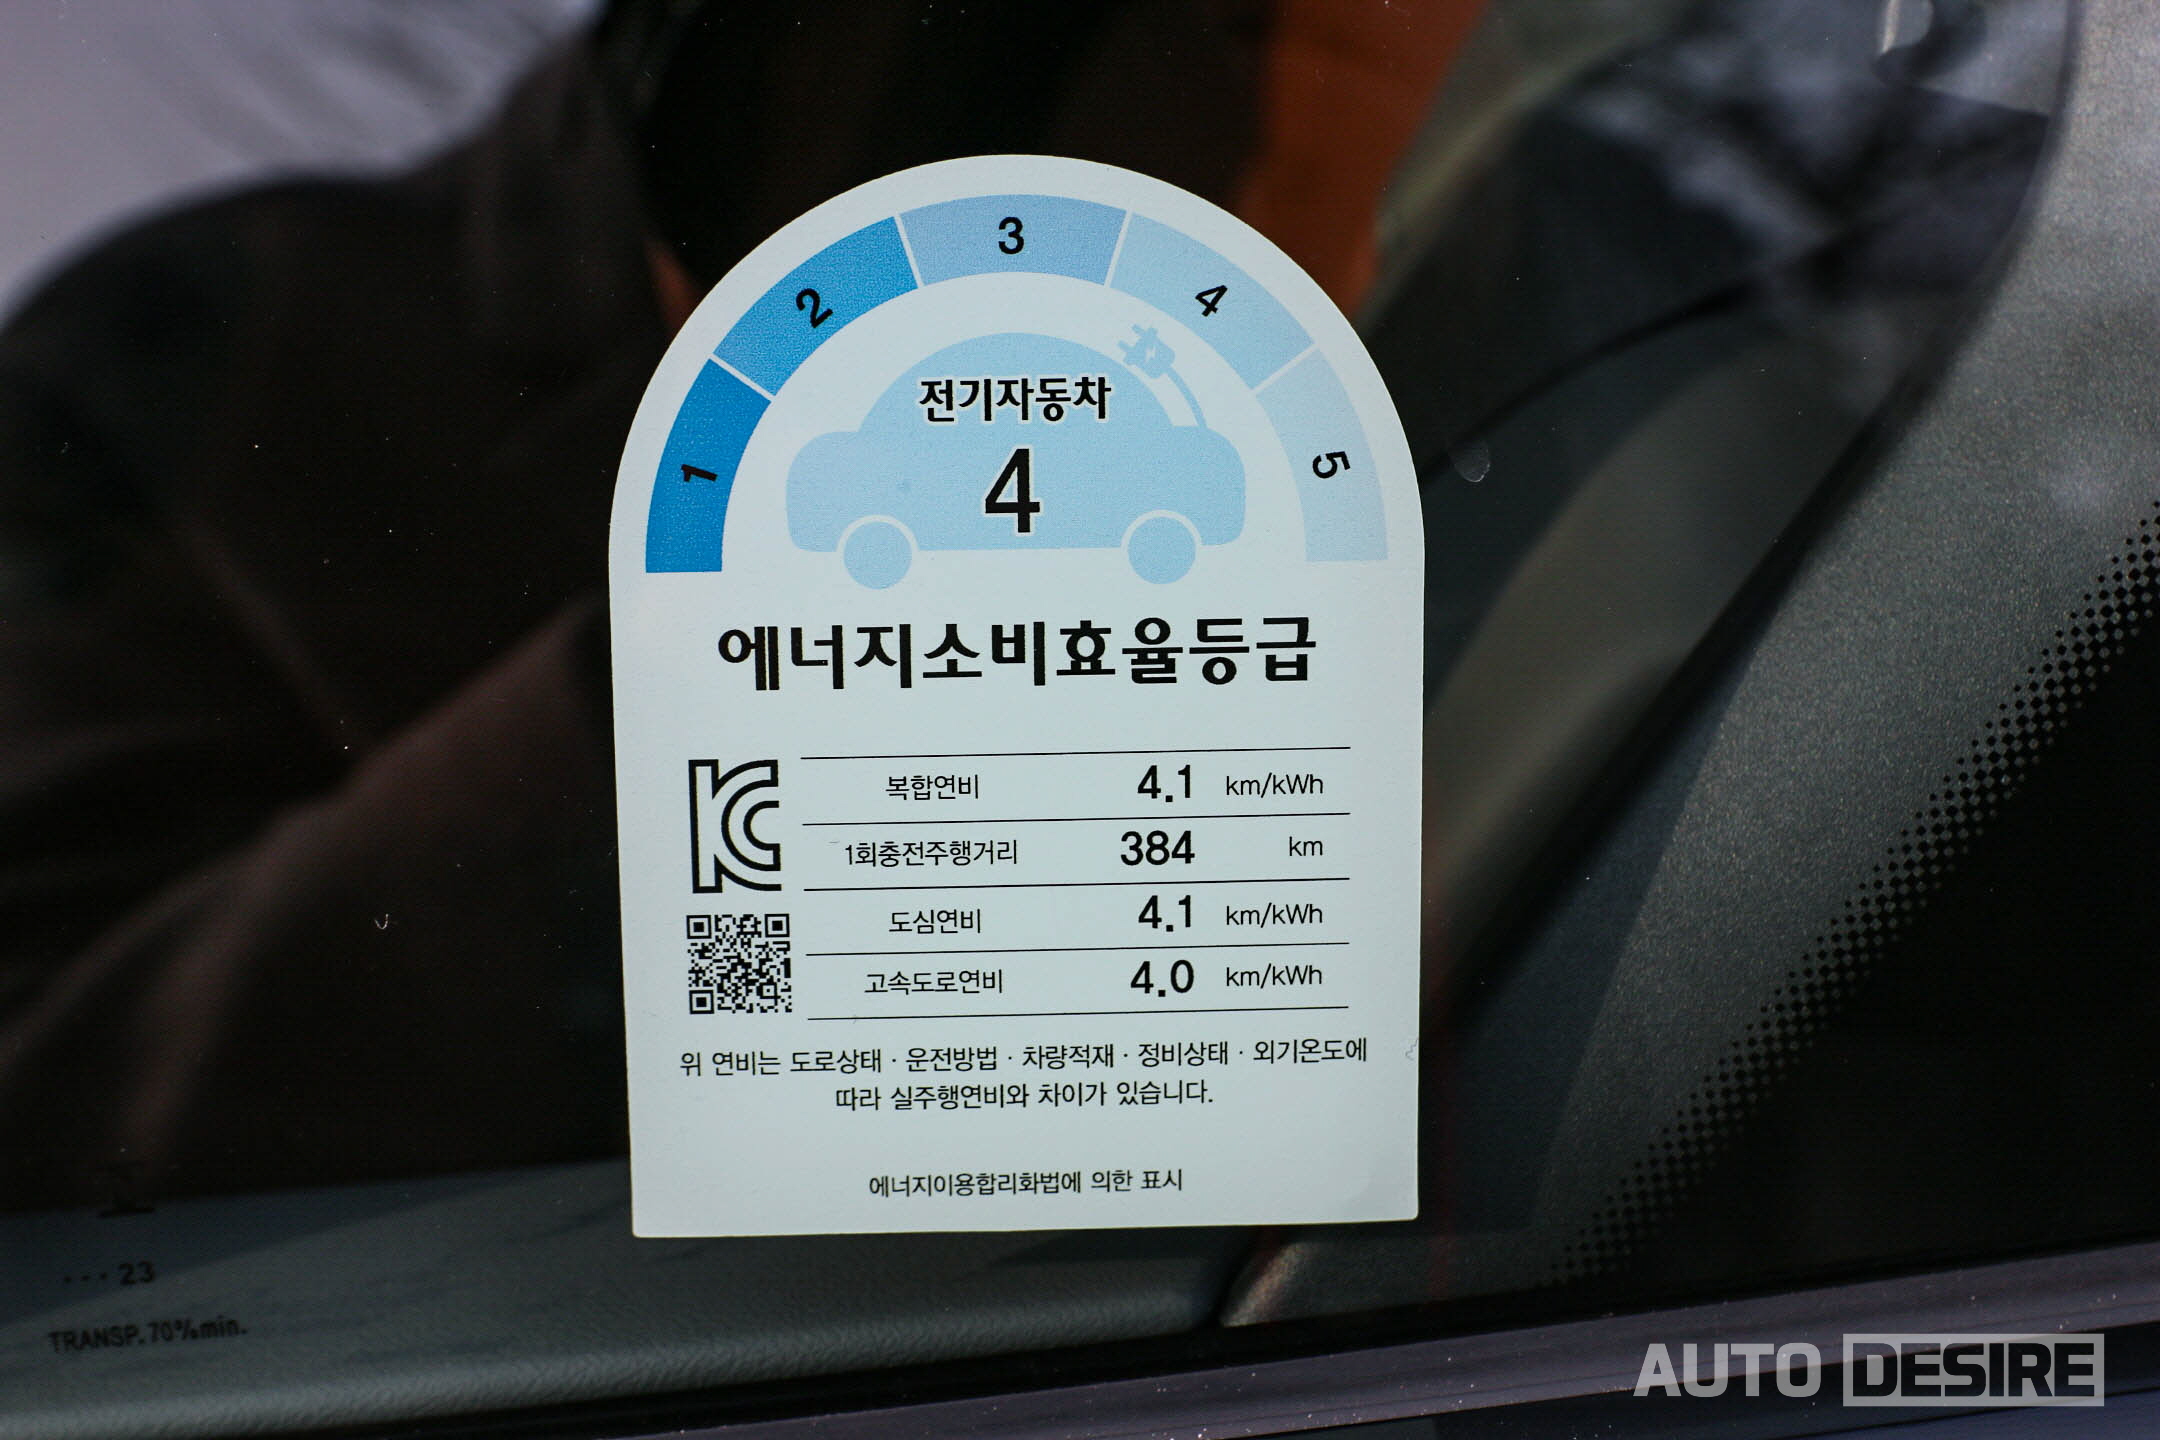 1
2
3
4
5
전기자동차
4
에너지소비효율등급
복합연비 4.1 km/kWh
1회충전주행거리 384 km
도심연비 4.1 km/kWh
고속도로연비 4.0 km/kWh
위 연비는 도로상태 · 운전방법 · 차량적재 · 정비상태 · 외기온도에
따라 실주행연비와 차이가 있습니다.
에너지이용합리화법에 의한 표시
··· 23
TRANSP. 70% min.
AUTO DESIRE